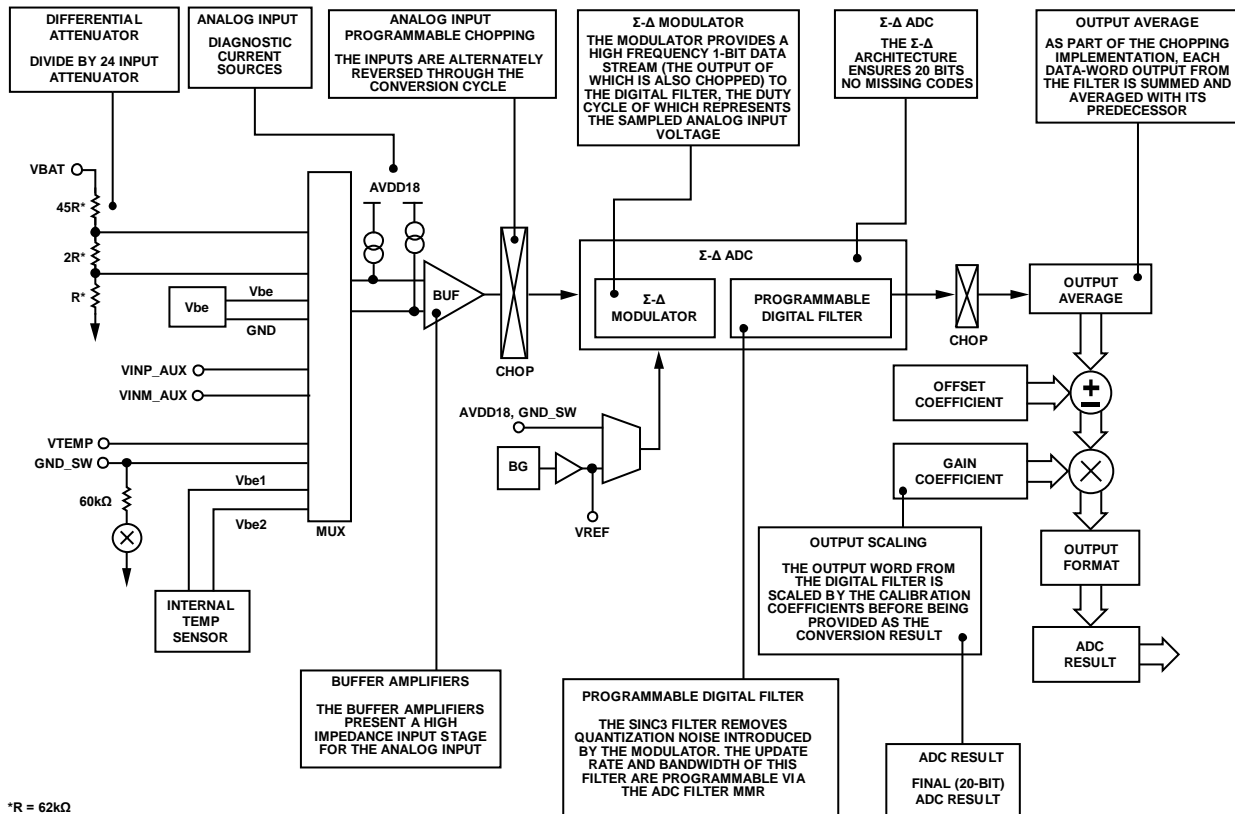 DIFFERENTIAL
ATTENUATOR
DIVIDE BY 24 INPUT
ATTENUATOR
ANALOG INPUT
DIAGNOSTIC
CURRENT
SOURCES
ANALOG INPUT
PROGRAMMABLE CHOPPING
THE INPUTS ARE ALTERNATELY
REVERSED THROUGH THE
CONVERSION CYCLE
Σ-Δ MODULATOR
THE MODULATOR PROVIDES A
HIGH FREQUENCY 1-BIT DATA
STREAM (THE OUTPUT OF
WHICH IS ALSO CHOPPED) TO
THE DIGITAL FILTER, THE DUTY
CYCLE OF WHICH REPRESENTS
THE SAMPLED ANALOG INPUT
VOLTAGE
Σ-Δ ADC
THE Σ-Δ
ARCHITECTURE
ENSURES 20 BITS
NO MISSING CODES
OUTPUT AVERAGE
AS PART OF THE CHOPPING
IMPLEMENTATION, EACH
DATA-WORD OUTPUT FROM
THE FILTER IS SUMMED AND
AVERAGED WITH ITS
PREDECESSOR
VBAT
45R*
2R*
R*
Vbe
Vbe
GND
VINP_AUX
VINM_AUX
VTEMP
GND_SW
60kΩ
Vbe1
Vbe2
INTERNAL
TEMP
SENSOR
MUX
AVDD18
BUF
CHOP
Σ-Δ ADC
Σ-Δ
MODULATOR
PROGRAMMABLE
DIGITAL FILTER
CHOP
OUTPUT
AVERAGE
AVDD18, GND_SW
BG
VREF
OFFSET
COEFFICIENT
GAIN
COEFFICIENT
OUTPUT
FORMAT
ADC
RESULT
OUTPUT SCALING
THE OUTPUT WORD FROM
THE DIGITAL FILTER IS
SCALED BY THE CALIBRATION
COEFFICIENTS BEFORE BEING
PROVIDED AS THE
CONVERSION RESULT
BUFFER AMPLIFIERS
THE BUFFER AMPLIFIERS
PRESENT A HIGH
IMPEDANCE INPUT STAGE
FOR THE ANALOG INPUT
PROGRAMMABLE DIGITAL FILTER
THE SINC3 FILTER REMOVES
QUANTIZATION NOISE INTRODUCED
BY THE MODULATOR. THE UPDATE
RATE AND BANDWIDTH OF THIS
FILTER ARE PROGRAMMABLE VIA
THE ADC FILTER MMR
ADC RESULT
FINAL (20-BIT)
ADC RESULT
*R = 62kΩ